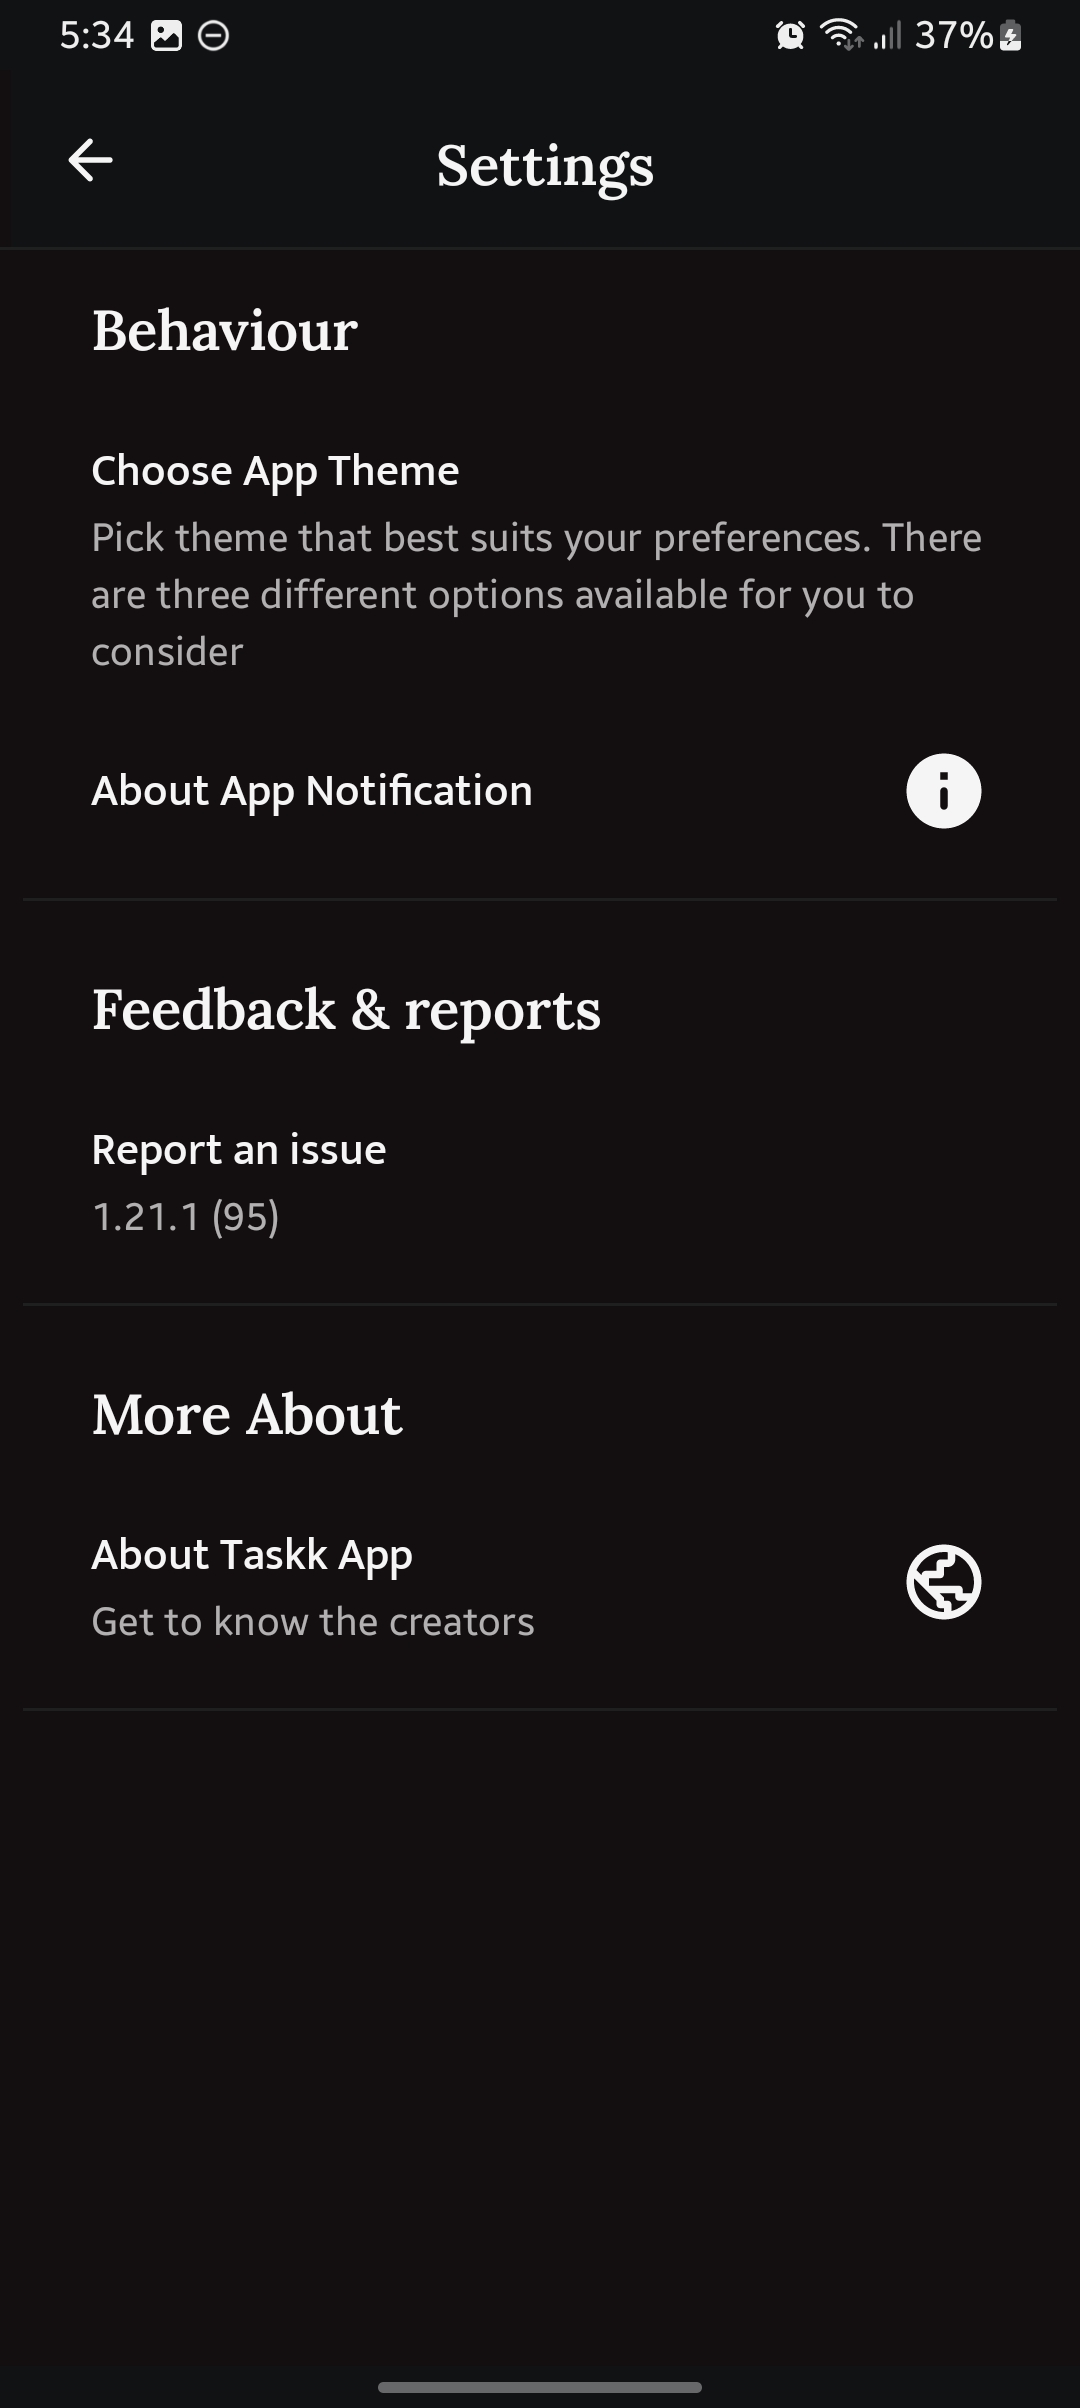 5:34
37%
Settings
Behaviour
Choose App Theme
Pick theme that best suits your preferences. There
are three different options available for you to
consider
About App Notification
Feedback & reports
Report an issue
1.21.1 (95)
More About
About Taskk App
Get to know the creators